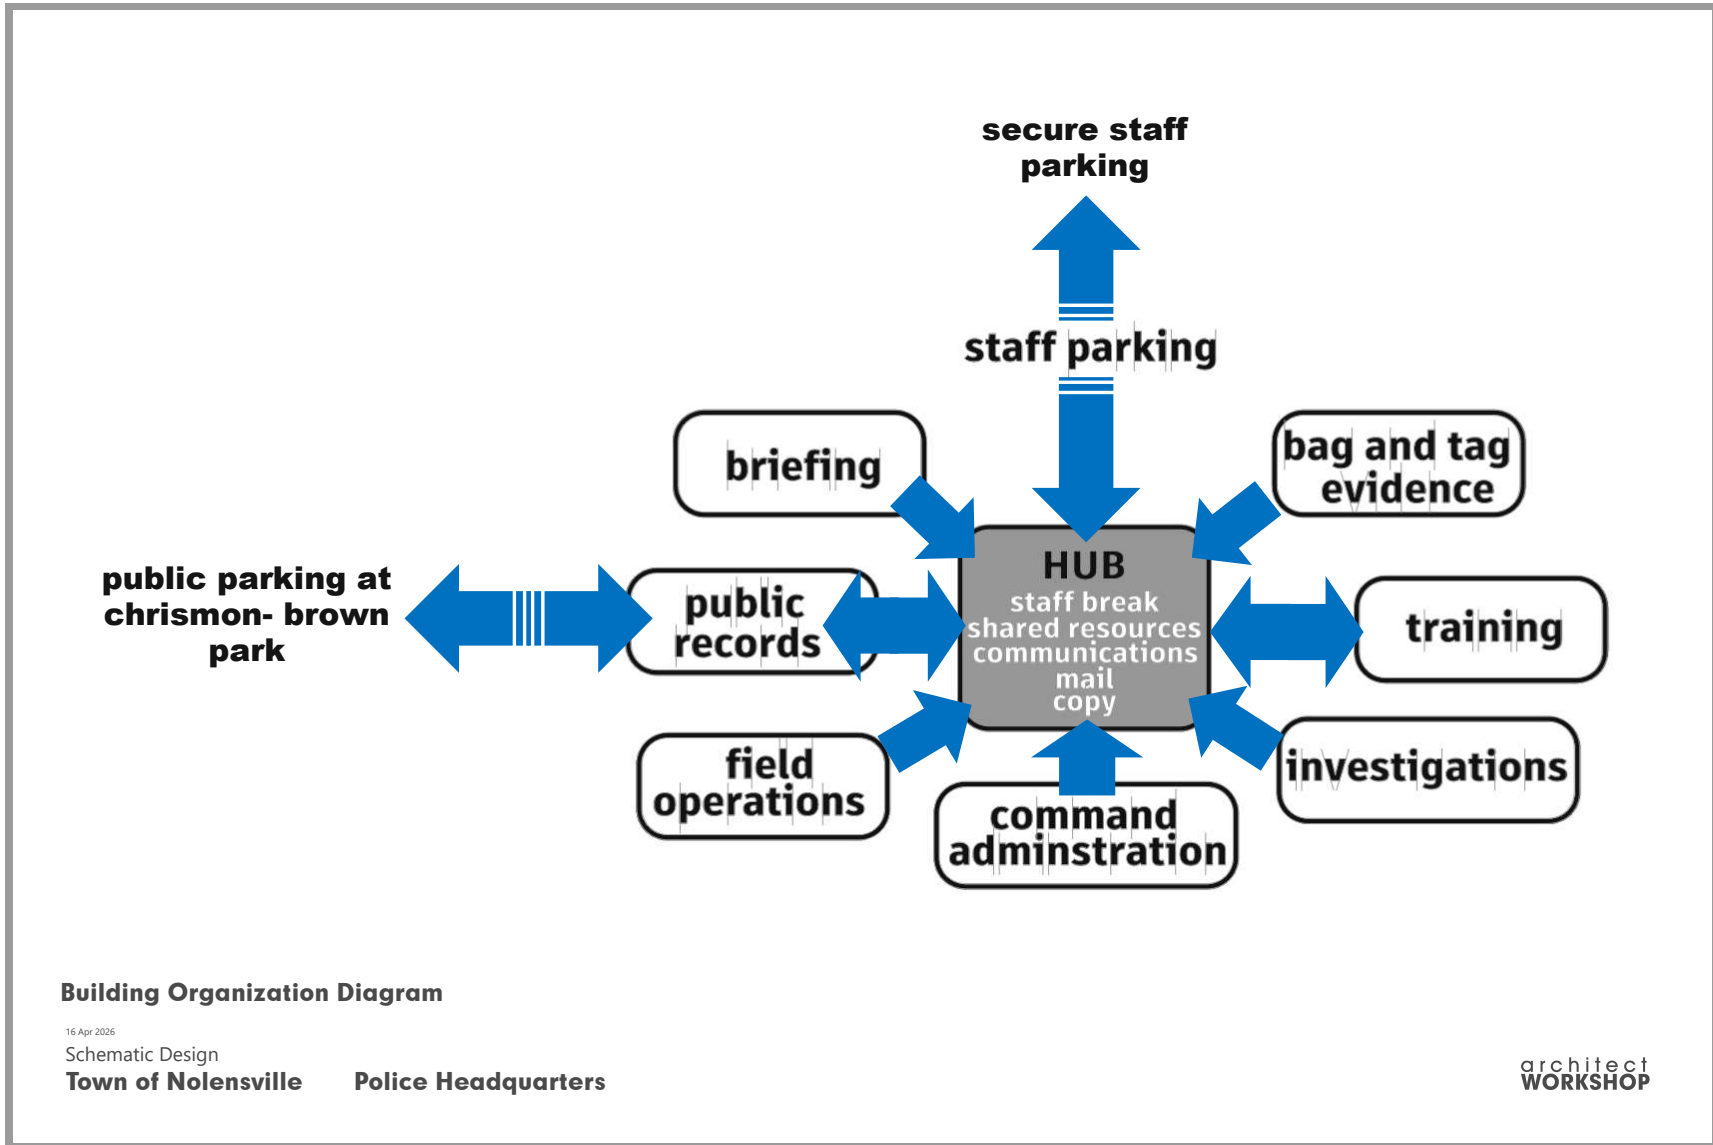 secure staff
parking
staff parking
briefing
bag and tag
evidence
public parking at
chrismon- brown
park
public
records
HUB
staff break
shared resources
communications
mail
copy
training
field
operations
command
adminstration
investigations
Building Organization Diagram
16 Apr 2026
Schematic Design
Town of Nolensville Police Headquarters
architect
WORKSHOP